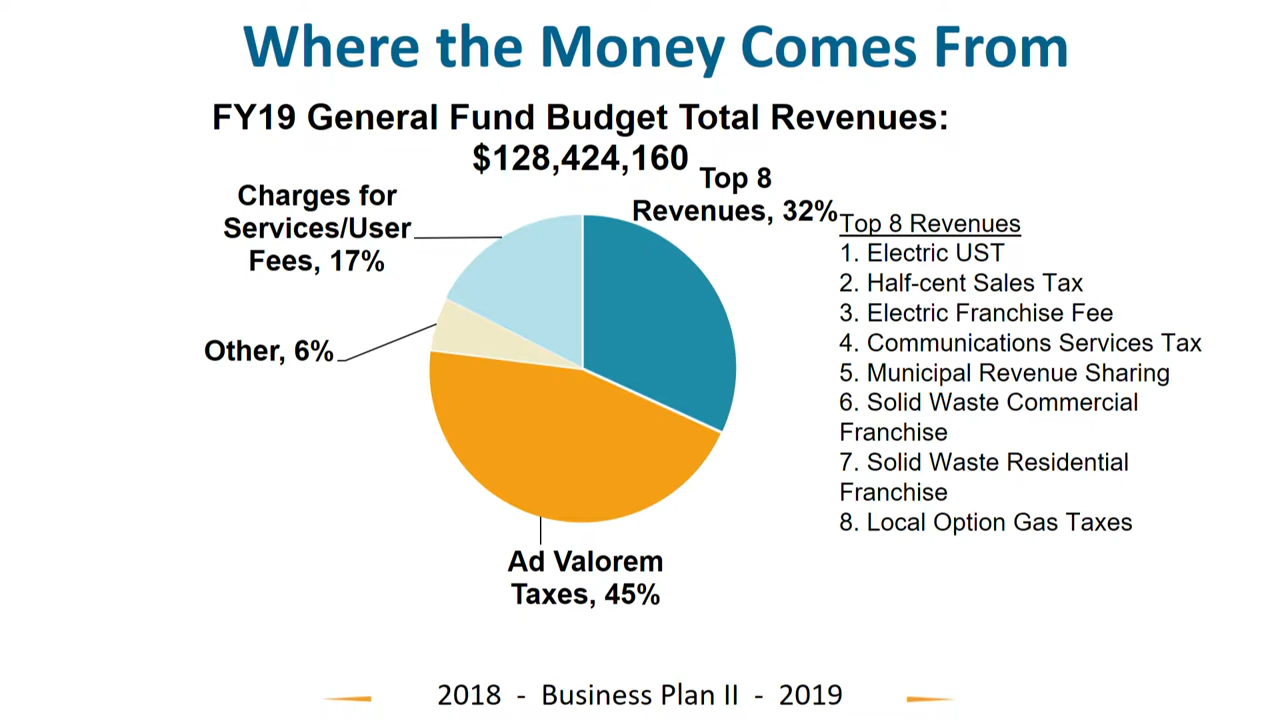 Where the Money Comes From
FY19 General Fund Budget Total Revenues:
$128,424,160
Top 8
Revenues, 32%
Charges for
Services/User
Fees, 17%
Other, 6%
Ad Valorem
Taxes, 45%
Top 8 Revenues
1. Electric UST
2. Half-cent Sales Tax
3. Electric Franchise Fee
4. Communications Services Tax
5. Municipal Revenue Sharing
6. Solid Waste Commercial
Franchise
7. Solid Waste Residential
Franchise
8. Local Option Gas Taxes
2018 - Business Plan II - 2019